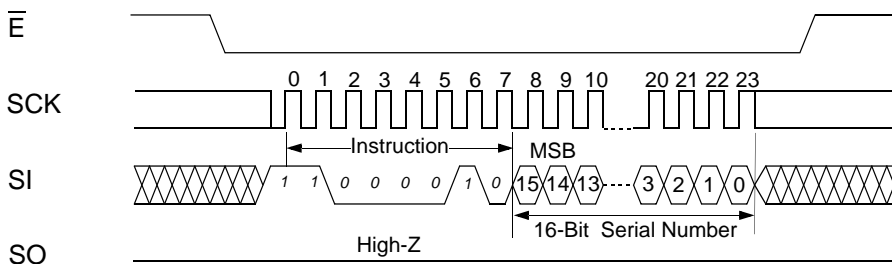 E
0 1 2 3 4 5 6 7 8 9 10 20 21 22 23
SCK
Instruction MSB
SI 1 1 0 0 0 0 1 0 15 14 13 3 2 1 0
16-Bit Serial Number
High-Z
SO